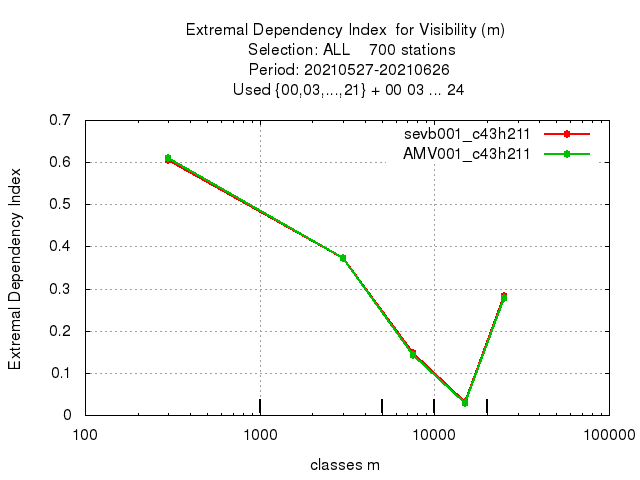 Extremal Dependency Index  for Visibility (m)
Selection: ALL    700 stations
Period: 20210527-20210626
Used {00,03,...,21} + 00 03 ... 24
sevb001_c43h211
AMV001_c43h211
Extremal Dependency Index
0.7
0.6
0.5
0.4
0.3
0.2
0.1
0
100
1000
10000
100000
classes m